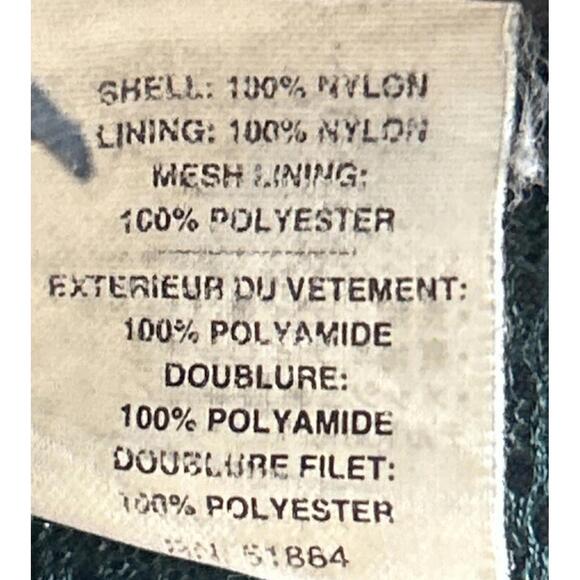 SHELL: 100% NYLON
LINING: 100% NYLON
MESH LINING:
100% POLYESTER
EXTERIEUR DU VETEMENT:
100% POLYAMIDE
DOUBLURE:
100% POLYAMIDE
DOUBLURE FILET:
100% POLYESTER
51884